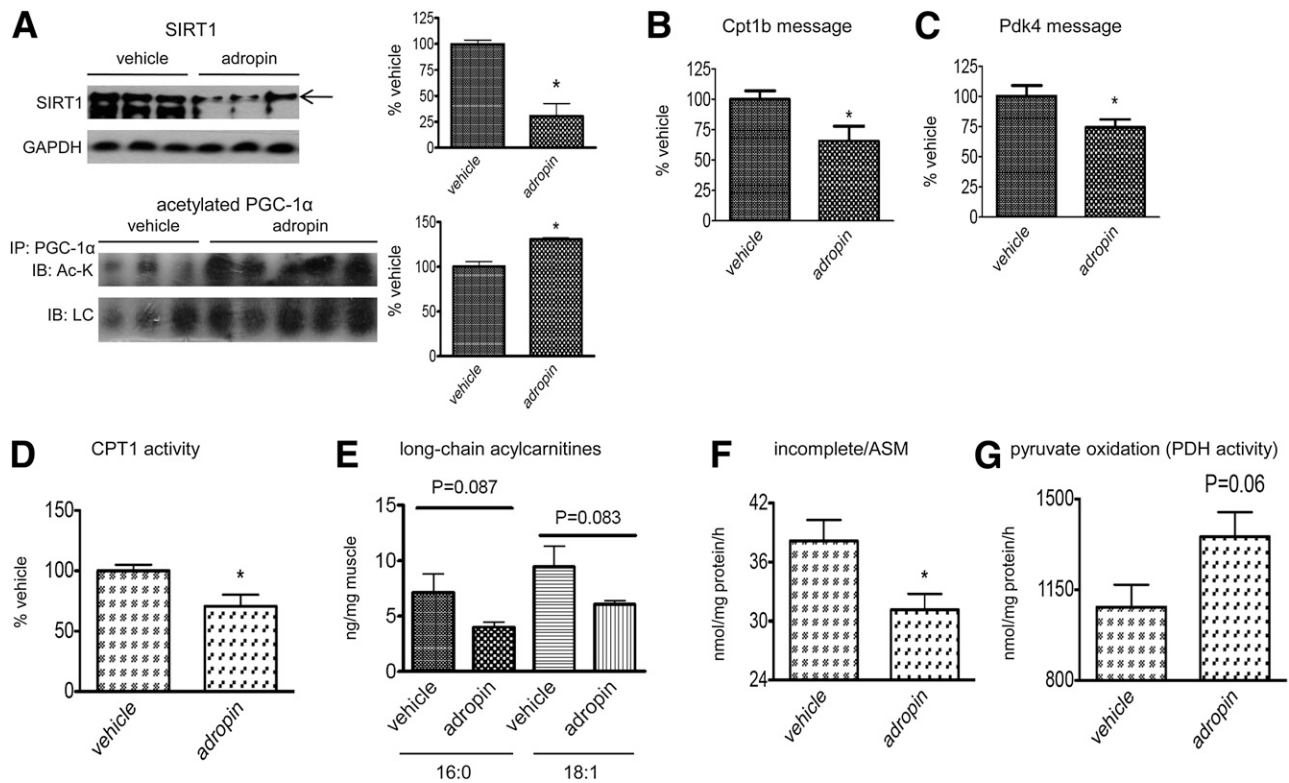 A
SIRT1
vehicle adropin
SIRT1
GAPDH
% vehicle
125
100
75
50
25
0
vehicle
adropin
*
acetylated PGC-1α
vehicle adropin
IP: PGC-1α
IB: Ac-K
IB: LC
% vehicle
150
100
50
0
vehicle
adropin
*
B
Cpt1b message
% vehicle
125
100
75
50
25
0
vehicle
adropin
*
C
Pdk4 message
% vehicle
125
100
75
50
25
0
vehicle
adropin
*
D
CPT1 activity
% vehicle
150
100
50
0
vehicle
adropin
*
E
long-chain acylcarnitines
P=0.087
P=0.083
ng/mg muscle
15
10
5
0
vehicle
adropin
vehicle
adropin
16:0 18:1
F
incomplete/ASM
nmol/mg protein/h
42
36
30
24
vehicle
adropin
*
G
pyruvate oxidation (PDH activity)
P=0.06
nmol/mg protein/h
1500
1150
800
vehicle
adropin